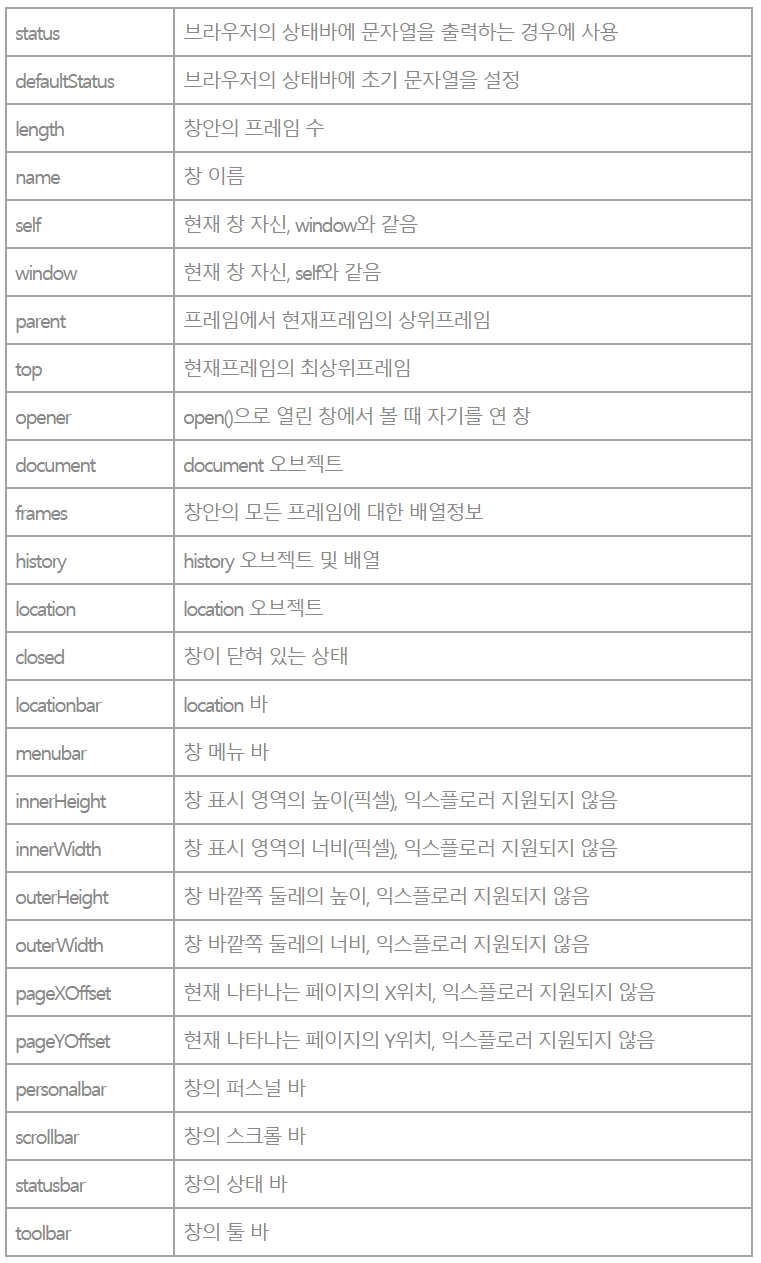 status 브라우저의 상태바에 문자열을 출력하는 경우에 사용
defaultStatus 브라우저의 상태바에 초기 문자열을 설정
length 창안의 프레임 수
name 창 이름
self 현재 창 자신, window와 같음
window 현재 창 자신, self와 같음
parent 프레임에서 현재프레임의 상위프레임
top 현재프레임의 최상위프레임
opener open()으로 열린 창에서 볼 때 자기를 연 창
document document 오브젝트
frames 창안의 모든 프레임에 대한 배열정보
history history 오브젝트 및 배열
location location 오브젝트
closed 창이 닫혀 있는 상태
locationbar location 바
menubar 창 메뉴 바
innerHeight 창 표시 영역의 높이(픽셀), 익스플로러 지원되지 않음
innerWidth 창 표시 영역의 너비(픽셀), 익스플로러 지원되지 않음
outerHeight 창 바깥쪽 둘레의 높이, 익스플로러 지원되지 않음
outerWidth 창 바깥쪽 둘레의 너비, 익스플로러 지원되지 않음
pageXOffset 현재 나타나는 페이지의 X위치, 익스플로러 지원되지 않음
pageYOffset 현재 나타나는 페이지의 Y위치, 익스플로러 지원되지 않음
personalbar 창의 퍼스널 바
scrollbar 창의 스크롤 바
statusbar 창의 상태 바
toolbar 창의 툴 바